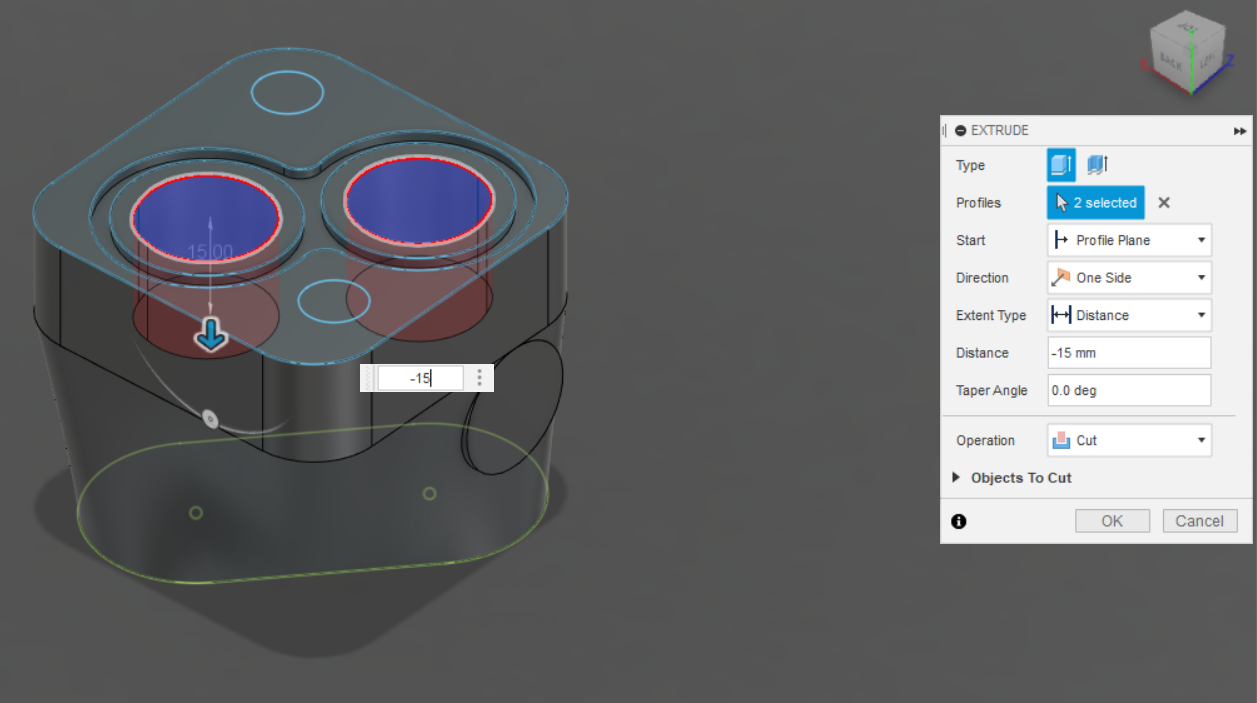 BACK
EXTRUDE
Type
Profiles 2 selected
Start Profile Plane
Direction One Side
Extent Type Distance
Distance -15 mm
Taper Angle 0.0 deg
Operation Cut
Objects To Cut
OK Cancel
15.00
-15
Z